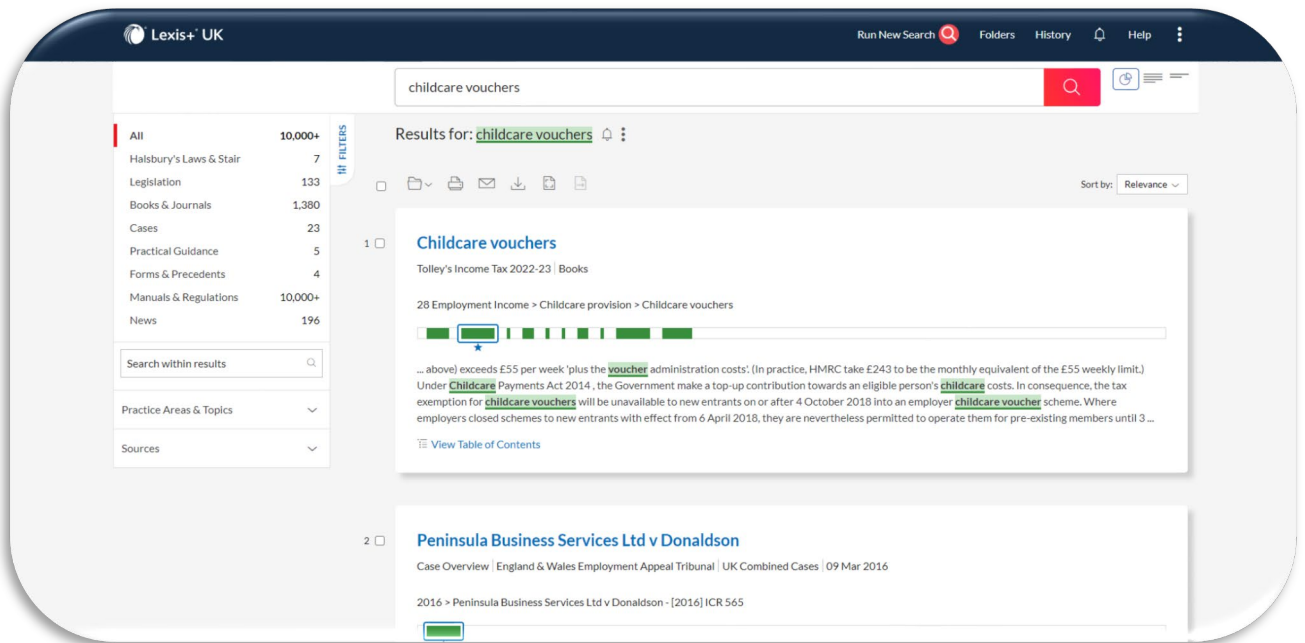 Lexis+® UK
Run New Search
Folders
History
Help
childcare vouchers
All 10,000+
Halsbury's Laws & Stair 7
Legislation 133
Books & Journals 1,380
Cases 23
Practical Guidance 5
Forms & Precedents 4
Manuals & Regulations 10,000+
News 196
Search within results
Practice Areas & Topics
Sources
FILTERS
Results for: childcare vouchers
Sort by: Relevance
1
Childcare vouchers
Tolley's Income Tax 2022-23 | Books
28 Employment Income > Childcare provision > Childcare vouchers
... above) exceeds £55 per week 'plus the voucher administration costs'. (In practice, HMRC take £243 to be the monthly equivalent of the £55 weekly limit.)
Under Childcare Payments Act 2014 , the Government make a top-up contribution towards an eligible person's childcare costs. In consequence, the tax
exemption for childcare vouchers will be unavailable to new entrants on or after 4 October 2018 into an employer childcare voucher scheme. Where
employers closed schemes to new entrants with effect from 6 April 2018, they are nevertheless permitted to operate them for pre-existing members until 3 ...
View Table of Contents
2
Peninsula Business Services Ltd v Donaldson
Case Overview | England & Wales Employment Appeal Tribunal | UK Combined Cases | 09 Mar 2016
2016 > Peninsula Business Services Ltd v Donaldson - [2016] ICR 565